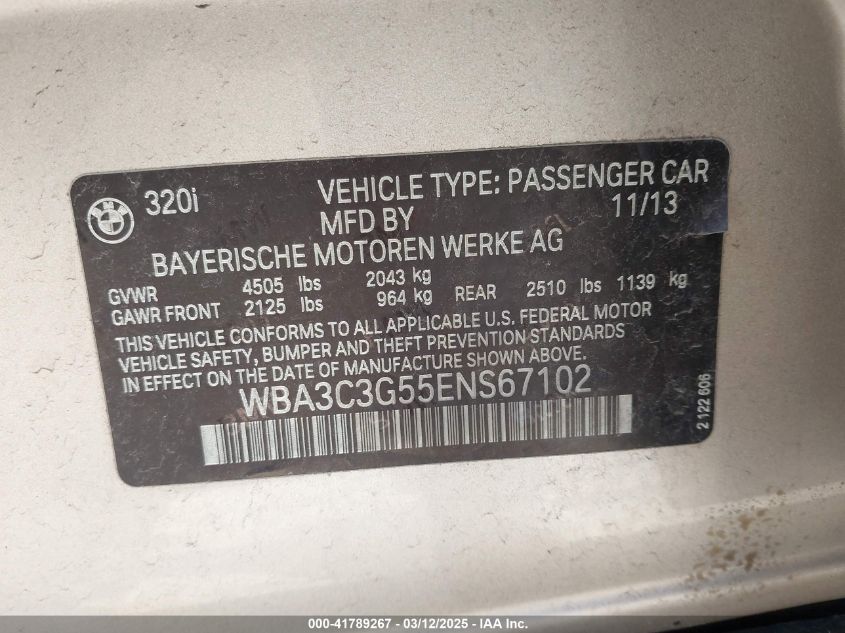 320i VEHICLE TYPE: PASSENGER CAR
MFD BY 11/13
BAYERISCHE MOTOREN WERKE AG
GVWR 4505 lbs 2043 kg
GAWR FRONT 2125 lbs 964 kg REAR 2510 lbs 1139 kg
THIS VEHICLE CONFORMS TO ALL APPLICABLE U.S. FEDERAL MOTOR
VEHICLE SAFETY, BUMPER AND THEFT PREVENTION STANDARDS
IN EFFECT ON THE DATE OF MANUFACTURE SHOWN ABOVE.
WBA3C3G55ENS67102
2 122 606
000-41789267 - 03/12/2025 - IAA Inc.